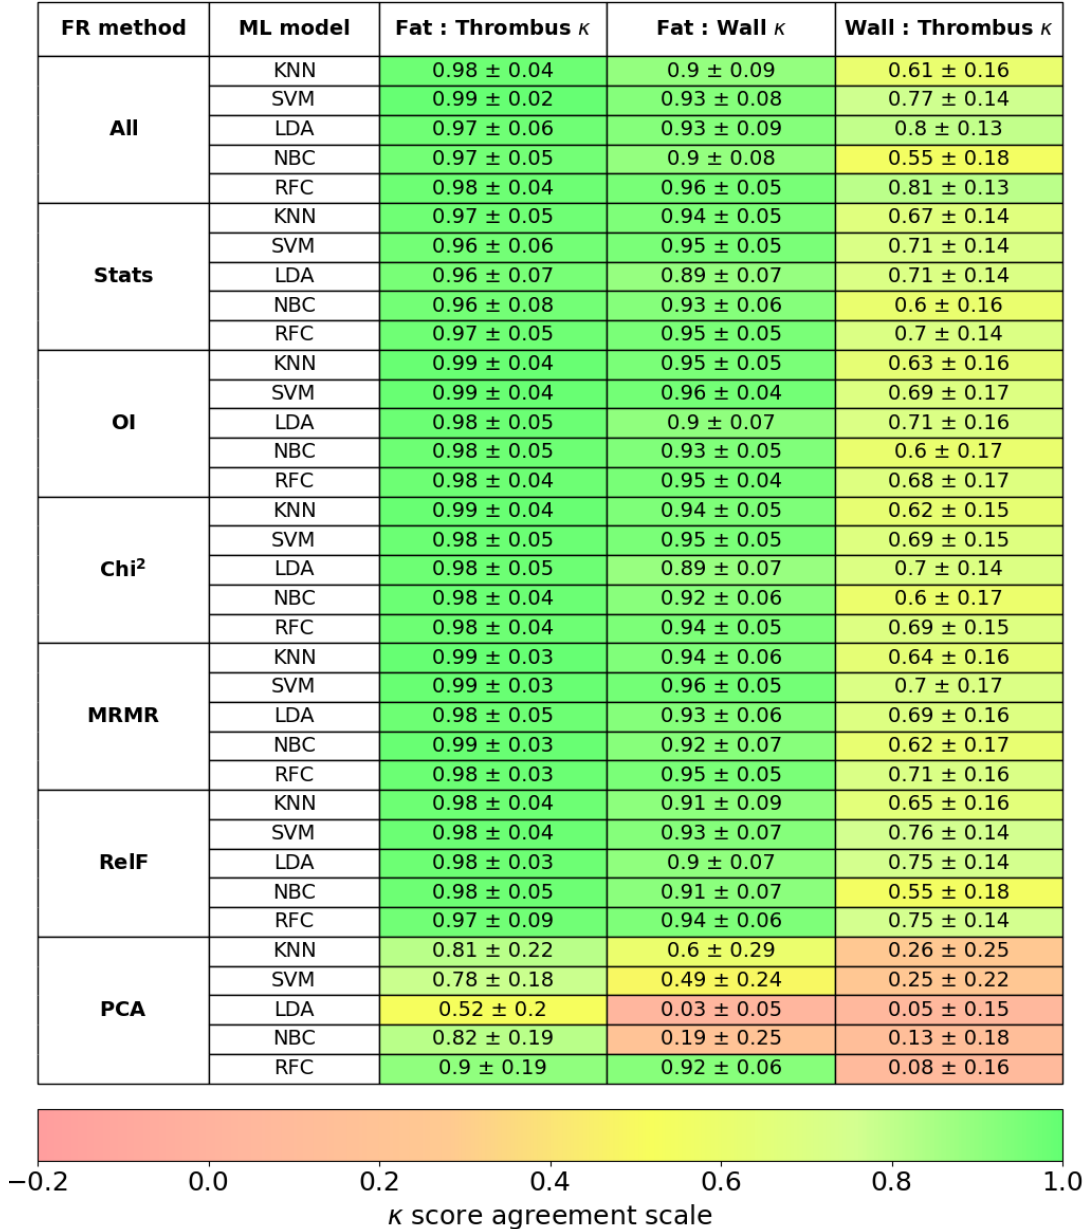 FR method ML model Fat : Thrombus κ Fat : Wall κ Wall : Thrombus κ
All
KNN 0.98 ± 0.04 0.9 ± 0.09 0.61 ± 0.16
SVM 0.99 ± 0.02 0.93 ± 0.08 0.77 ± 0.14
LDA 0.97 ± 0.06 0.93 ± 0.09 0.8 ± 0.13
NBC 0.97 ± 0.05 0.9 ± 0.08 0.55 ± 0.18
RFC 0.98 ± 0.04 0.96 ± 0.05 0.81 ± 0.13
Stats
KNN 0.97 ± 0.05 0.94 ± 0.05 0.67 ± 0.14
SVM 0.96 ± 0.06 0.95 ± 0.05 0.71 ± 0.14
LDA 0.96 ± 0.07 0.89 ± 0.07 0.71 ± 0.14
NBC 0.96 ± 0.08 0.93 ± 0.06 0.6 ± 0.16
RFC 0.97 ± 0.05 0.95 ± 0.05 0.7 ± 0.14
OI
KNN 0.99 ± 0.04 0.95 ± 0.05 0.63 ± 0.16
SVM 0.99 ± 0.04 0.96 ± 0.04 0.69 ± 0.17
LDA 0.98 ± 0.05 0.9 ± 0.07 0.71 ± 0.16
NBC 0.98 ± 0.05 0.93 ± 0.05 0.6 ± 0.17
RFC 0.98 ± 0.04 0.95 ± 0.04 0.68 ± 0.17
Chi²
KNN 0.99 ± 0.04 0.94 ± 0.05 0.62 ± 0.15
SVM 0.98 ± 0.05 0.95 ± 0.05 0.69 ± 0.15
LDA 0.98 ± 0.05 0.89 ± 0.07 0.7 ± 0.14
NBC 0.98 ± 0.04 0.92 ± 0.06 0.6 ± 0.17
RFC 0.98 ± 0.04 0.94 ± 0.05 0.69 ± 0.15
MRMR
KNN 0.99 ± 0.03 0.94 ± 0.06 0.64 ± 0.16
SVM 0.99 ± 0.03 0.96 ± 0.05 0.7 ± 0.17
LDA 0.98 ± 0.05 0.93 ± 0.06 0.69 ± 0.16
NBC 0.99 ± 0.03 0.92 ± 0.07 0.62 ± 0.17
RFC 0.98 ± 0.03 0.95 ± 0.05 0.71 ± 0.16
RelF
KNN 0.98 ± 0.04 0.91 ± 0.09 0.65 ± 0.16
SVM 0.98 ± 0.04 0.93 ± 0.07 0.76 ± 0.14
LDA 0.98 ± 0.03 0.9 ± 0.07 0.75 ± 0.14
NBC 0.98 ± 0.05 0.91 ± 0.07 0.55 ± 0.18
RFC 0.97 ± 0.09 0.94 ± 0.06 0.75 ± 0.14
PCA
KNN 0.81 ± 0.22 0.6 ± 0.29 0.26 ± 0.25
SVM 0.78 ± 0.18 0.49 ± 0.24 0.25 ± 0.22
LDA 0.52 ± 0.2 0.03 ± 0.05 0.05 ± 0.15
NBC 0.82 ± 0.19 0.19 ± 0.25 0.13 ± 0.18
RFC 0.9 ± 0.19 0.92 ± 0.06 0.08 ± 0.16
−0.2 0.0 0.2 0.4 0.6 0.8 1.0
κ score agreement scale